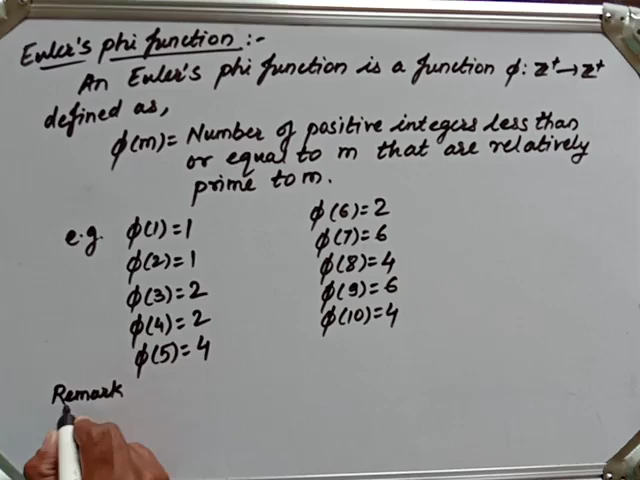 Euler's phi function :-
An Euler's phi function is a function ϕ: Z⁺→Z⁺
defined as,
ϕ(m)= Number of positive integers less than
or equal to m that are relatively
prime to m.
e.g. ϕ(1)=1
ϕ(2)=1
ϕ(3)=2
ϕ(4)=2
ϕ(5)=4
ϕ(6)=2
ϕ(7)=6
ϕ(8)=4
ϕ(9)=6
ϕ(10)=4
Remark